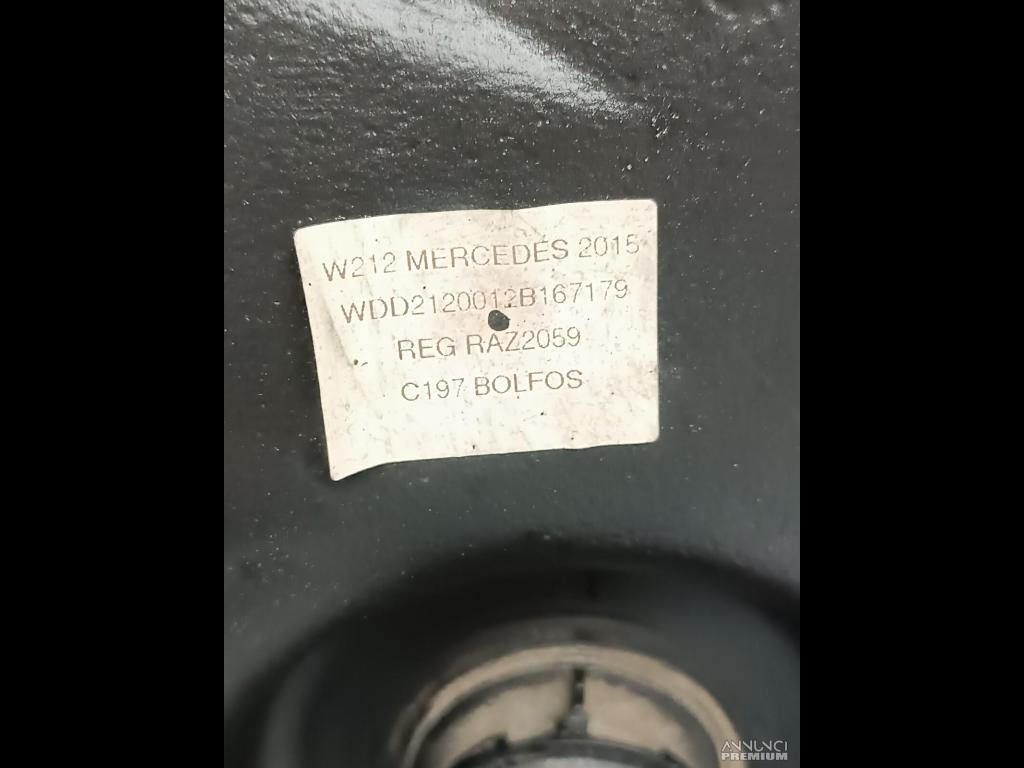 W212 MERCEDES 2015
WDD2120012B167179
REG RAZ2059
C197 BOLFOS
ANNUNCI
PREMIUM